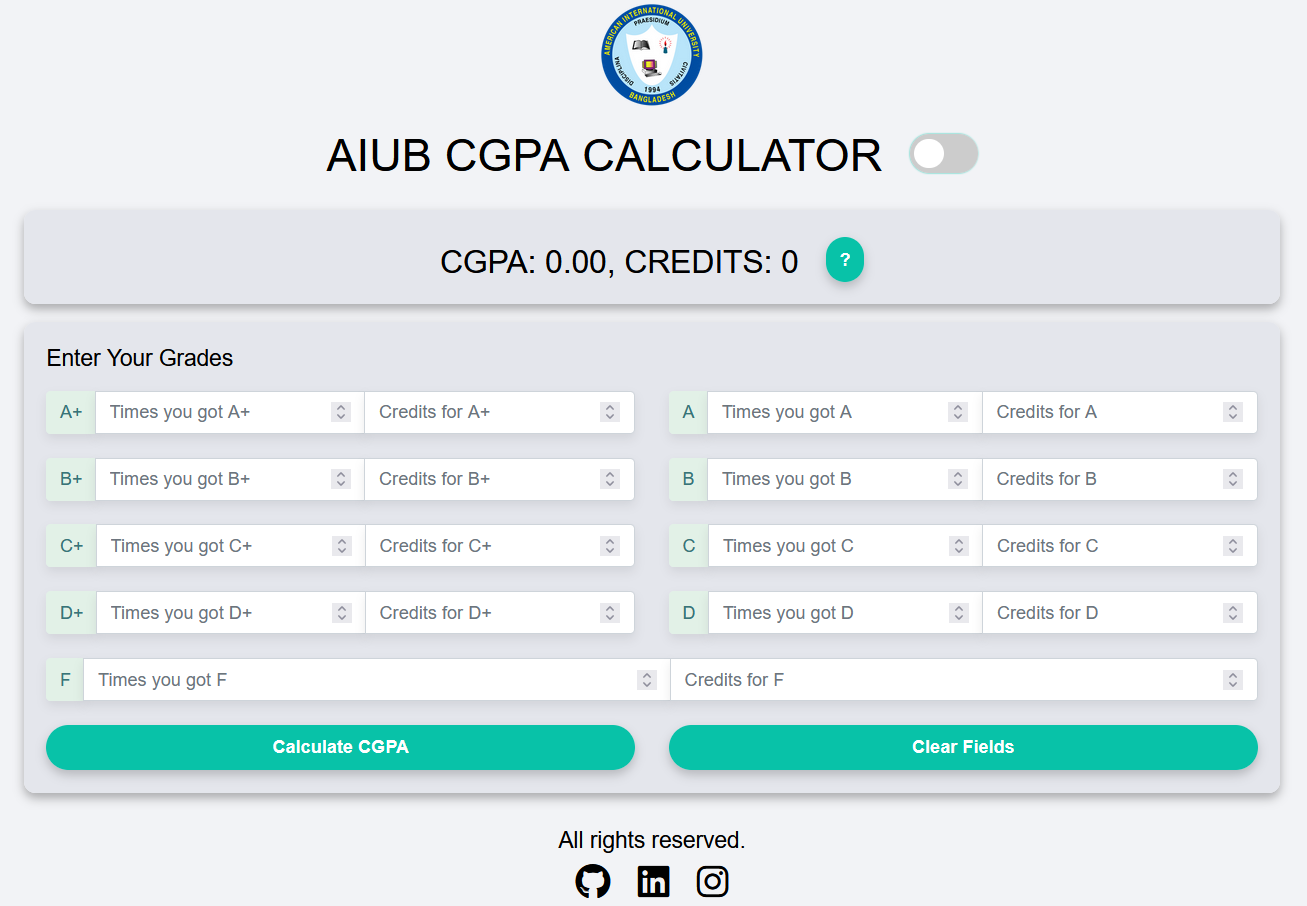 AMERICAN INTERNATIONAL UNIVERSITY
PRAESIDIUM
DISCIPLINA
CIVITATIS
1994
BANGLADESH
AIUB CGPA CALCULATOR
CGPA: 0.00, CREDITS: 0 ?
Enter Your Grades
A+ Times you got A+ Credits for A+ A Times you got A Credits for A
B+ Times you got B+ Credits for B+ B Times you got B Credits for B
C+ Times you got C+ Credits for C+ C Times you got C Credits for C
D+ Times you got D+ Credits for D+ D Times you got D Credits for D
F Times you got F Credits for F
Calculate CGPA Clear Fields
All rights reserved.
in